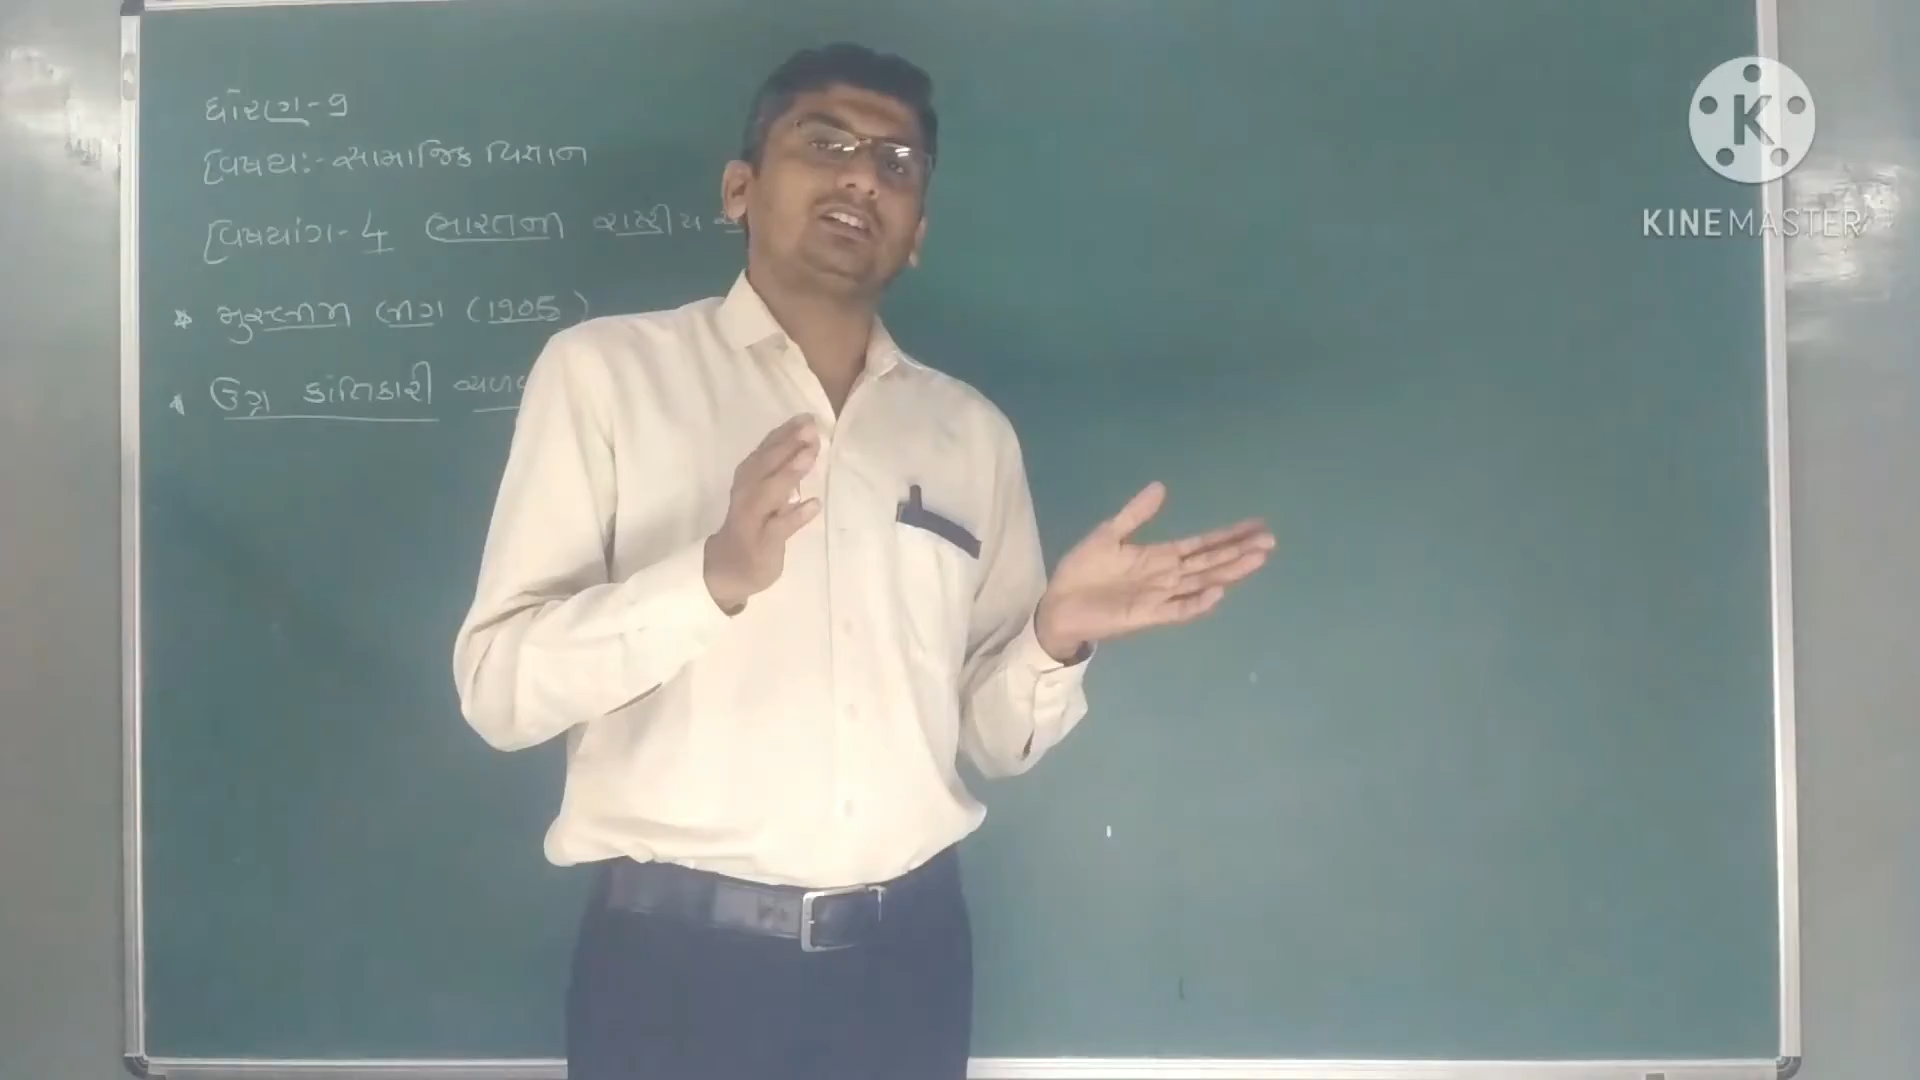 ધોરણ-9
વિષય:- સામાજિક વિજ્ઞાન
વિષયાંગ-4 ભારતના રાષ્ટ્રીય
* મુસ્લીમ લીગ (1905)
* ઉગ્ર ક્રાંતિકારી
K
KINEMASTER